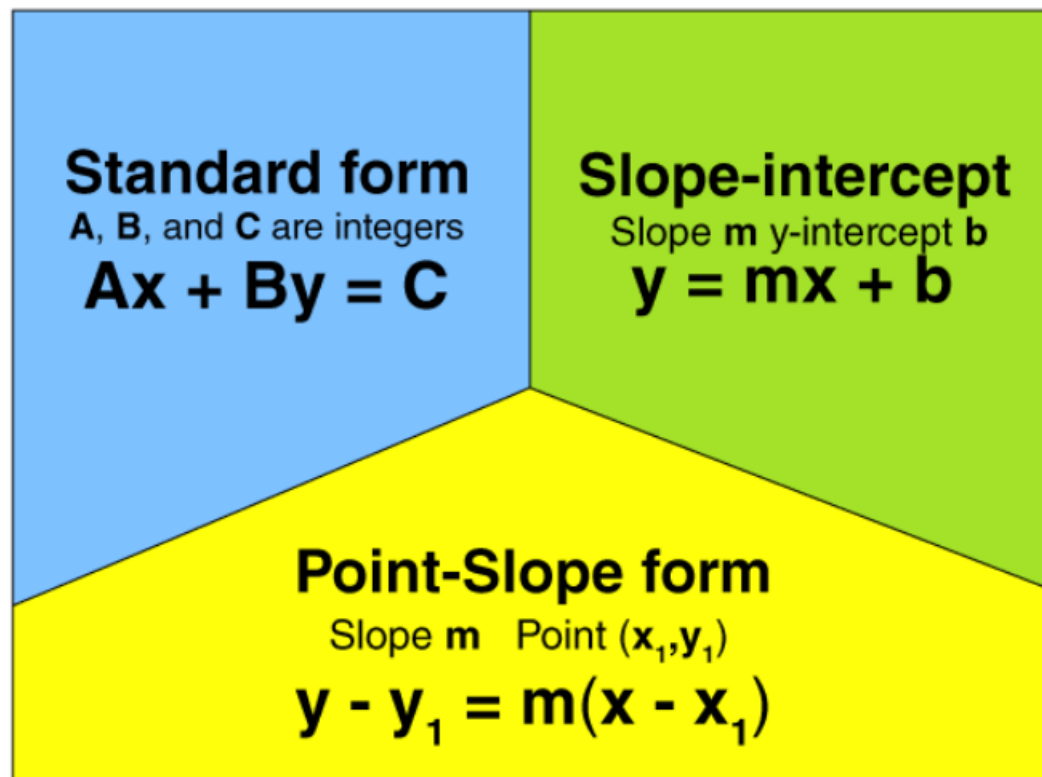 Standard form
A, B, and C are integers
Ax + By = C
Slope-intercept
Slope m y-intercept b
y = mx + b
Point-Slope form
Slope m Point (x₁,y₁)
y - y₁ = m(x - x₁)